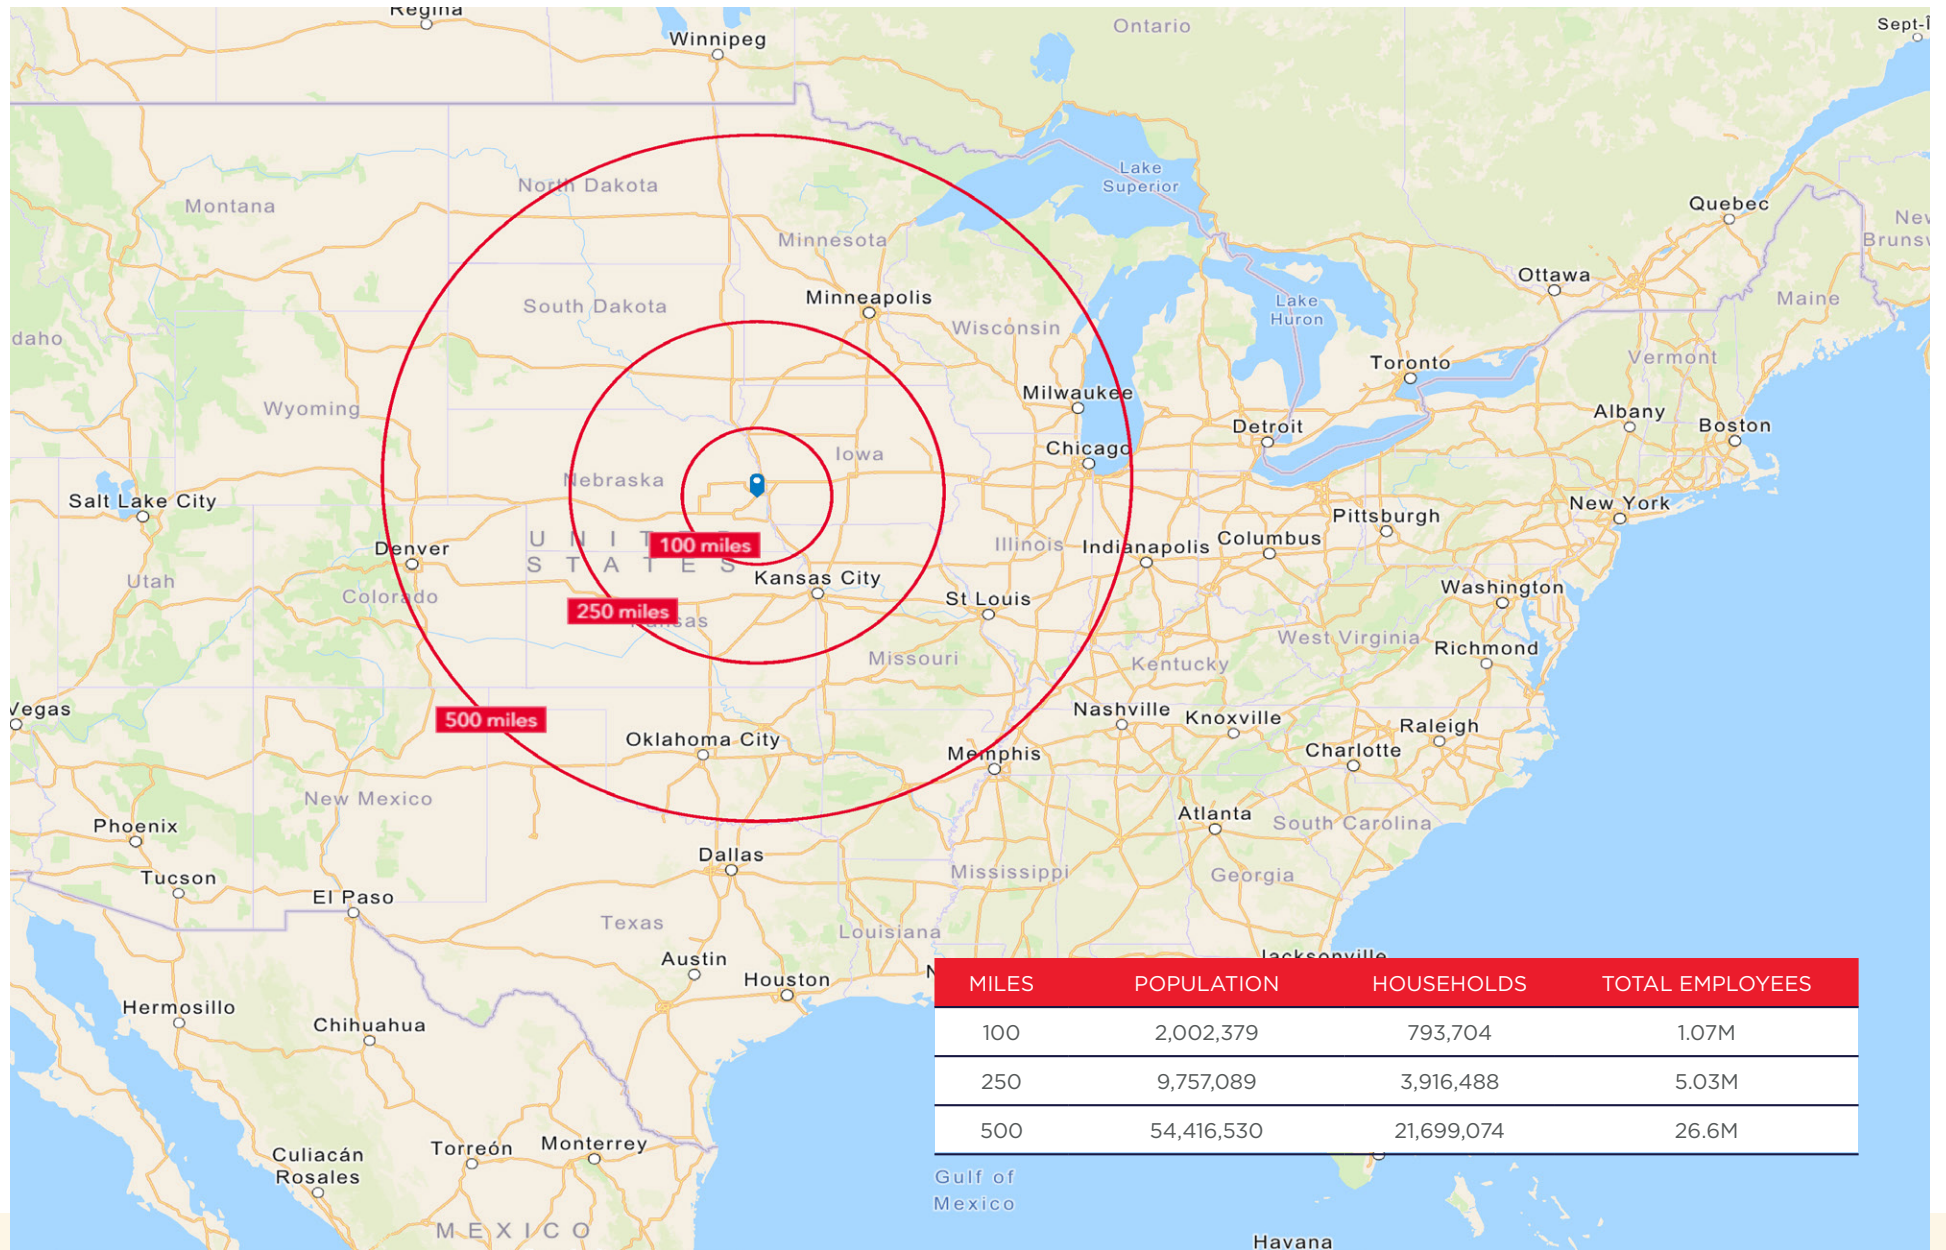 Regina
Winnipeg
Ontario
Sept-Î
Lake
Superior
North Dakota
Montana
Quebec
New
Brunsw
Minnesota
Ottawa
Minneapolis
South Dakota
Lake
Huron
Maine
Wisconsin
daho
Vermont
Toronto
Milwaukee
Wyoming
Albany
Boston
Detroit
Chicago
Iowa
Nebraska
Salt Lake City
New York
Pittsburgh
UNIT
STATES
100 miles
Columbus
Illinois
Indianapolis
Denver
Kansas City
Utah
Washington
Colorado
St Louis
250 miles
nsas
West Virginia
Richmond
Missouri
Kentucky
Vegas
Nashville
Knoxville
500 miles
Raleigh
Oklahoma City
Charlotte
Memphis
New Mexico
Atlanta
South Carolina
Phoenix
Dallas
Mississippi
Georgia
Tucson
El Paso
Texas
Louisiana
Jacksonville
Austin
Houston
N
MILES POPULATION HOUSEHOLDS TOTAL EMPLOYEES
100 2,002,379 793,704 1.07M
250 9,757,089 3,916,488 5.03M
500 54,416,530 21,699,074 26.6M
Hermosillo
Chihuahua
Culiacán
Rosales
Torreón
Monterrey
Gulf of
Mexico
MEXICO
Havana